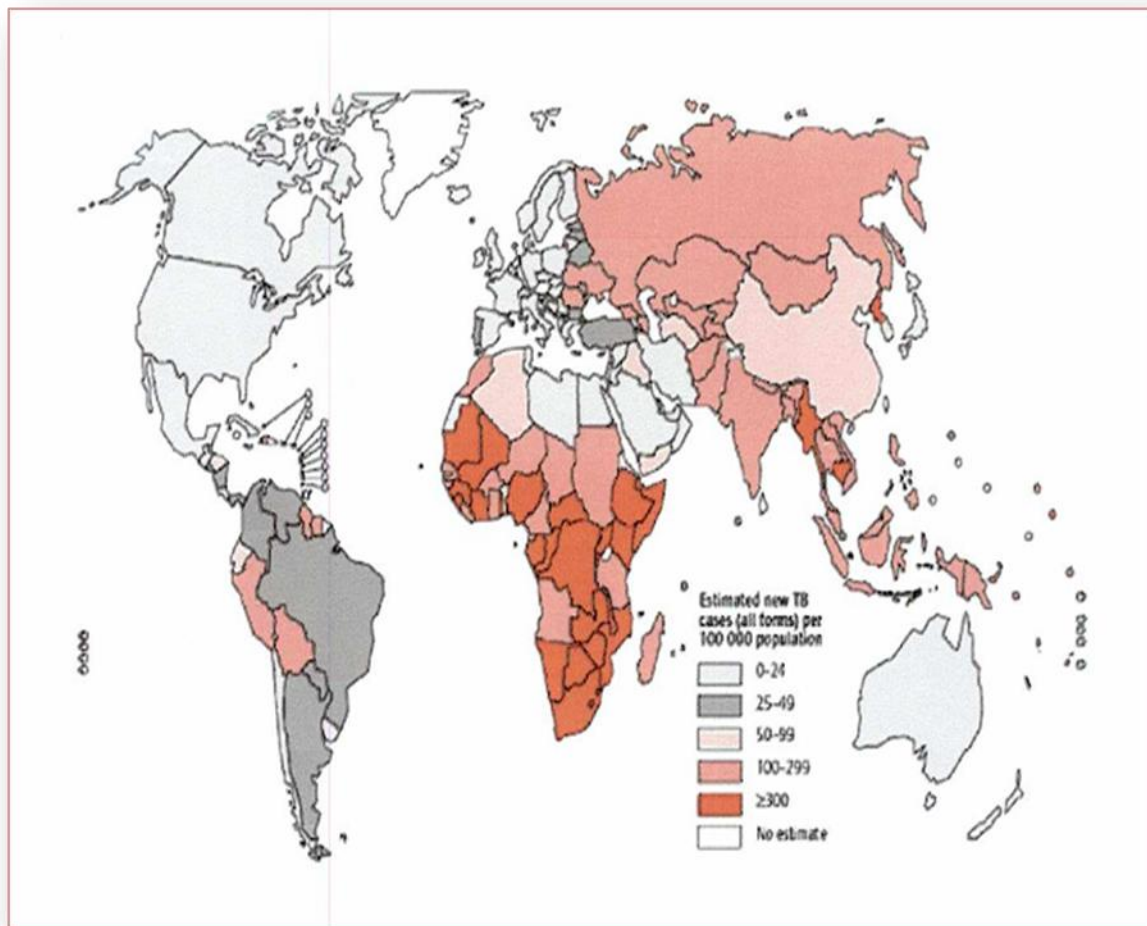 Estimated new TB
cases (all forms) per
100 000 population
0-24
25-49
50-99
100-299
≥300
No estimate